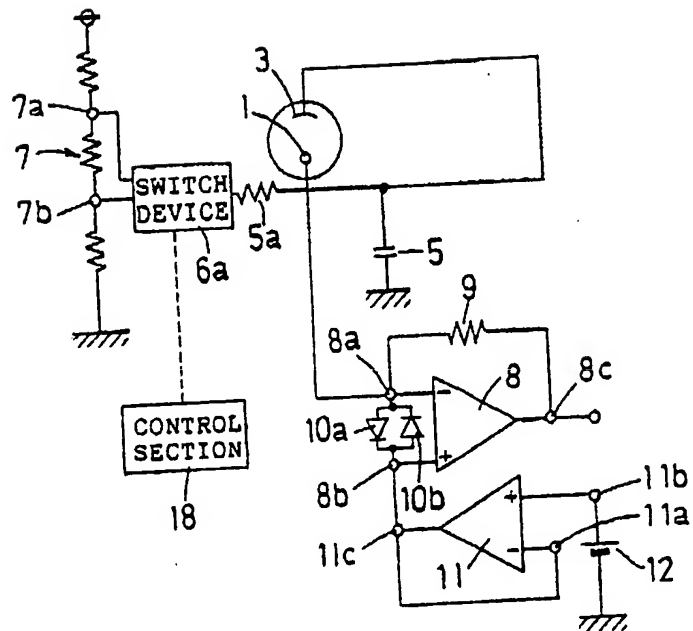 3
1
7a
7
7b
SWITCH
DEVICE
6a
5a
5
9
8a
8
8c
10a
10b
8b
11b
11a
11c
11
12
CONTROL
SECTION
18
−
+
+
−